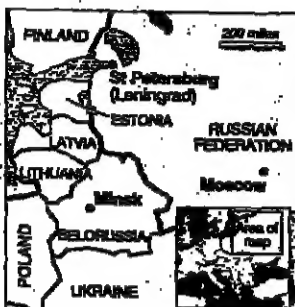 FINLAND
200 miles
St Petersburg
(Leningrad)
ESTONIA
LATVIA
RUSSIAN
FEDERATION
LITHUANIA
Moscow
Minsk
BELORUSSIA
POLAND
UKRAINE
Area of
map